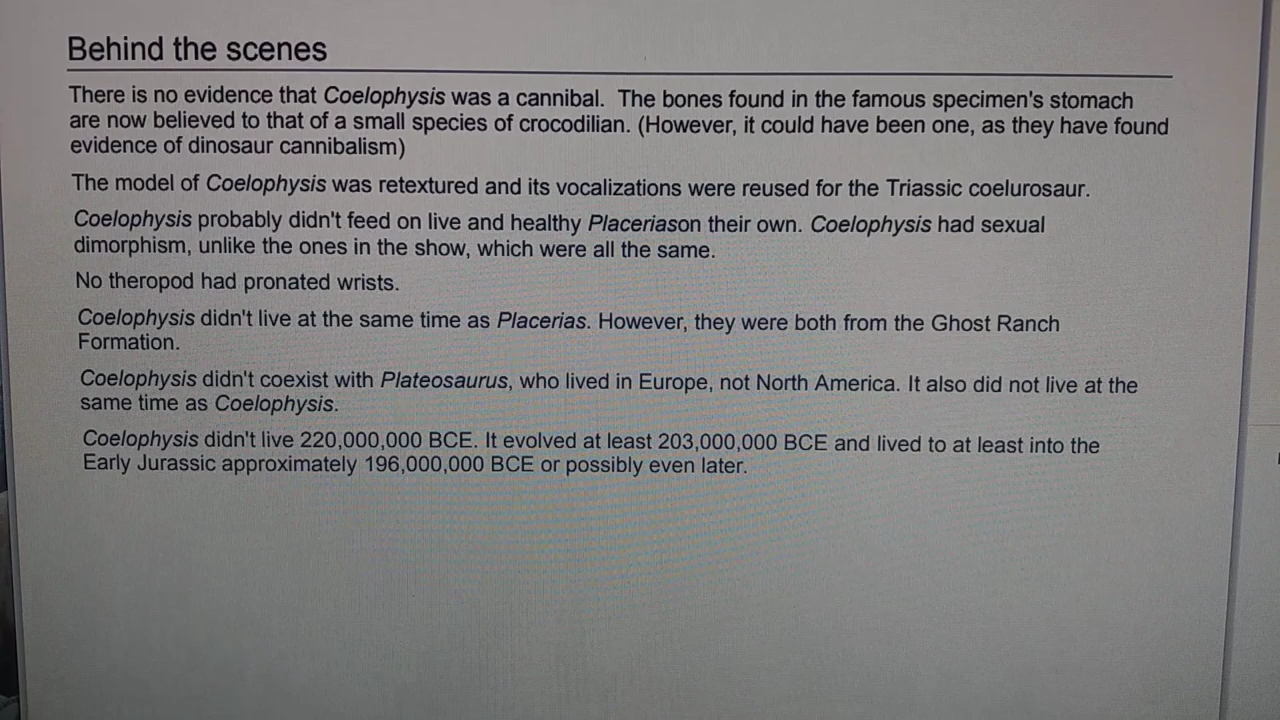 Behind the scenes
There is no evidence that Coelophysis was a cannibal.  The bones found in the famous specimen's stomach
are now believed to that of a small species of crocodilian. (However, it could have been one, as they have found
evidence of dinosaur cannibalism)
The model of Coelophysis was retextured and its vocalizations were reused for the Triassic coelurosaur.
Coelophysis probably didn't feed on live and healthy Placeriason their own. Coelophysis had sexual
dimorphism, unlike the ones in the show, which were all the same.
No theropod had pronated wrists.
Coelophysis didn't live at the same time as Placerias. However, they were both from the Ghost Ranch
Formation.
Coelophysis didn't coexist with Plateosaurus, who lived in Europe, not North America. It also did not live at the
same time as Coelophysis.
Coelophysis didn't live 220,000,000 BCE. It evolved at least 203,000,000 BCE and lived to at least into the
Early Jurassic approximately 196,000,000 BCE or possibly even later.